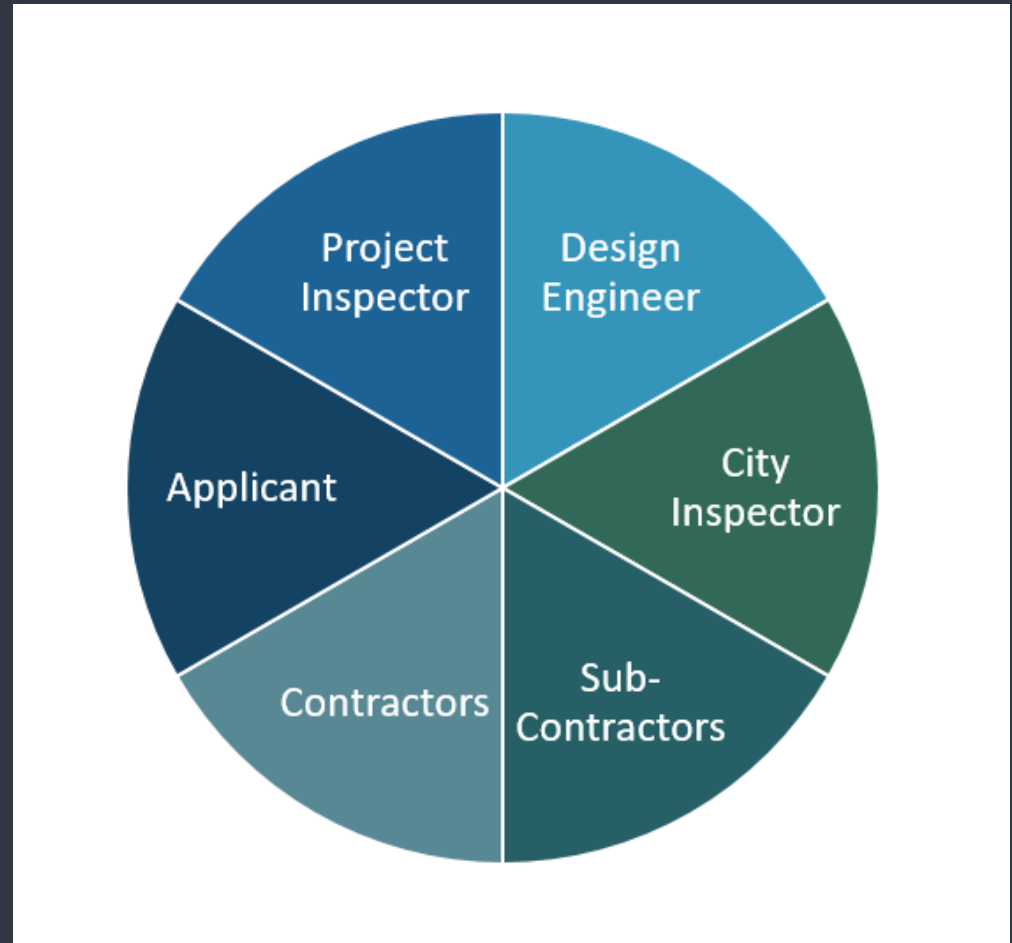 Project
Inspector
Design
Engineer
City
Inspector
Sub-
Contractors
Contractors
Applicant